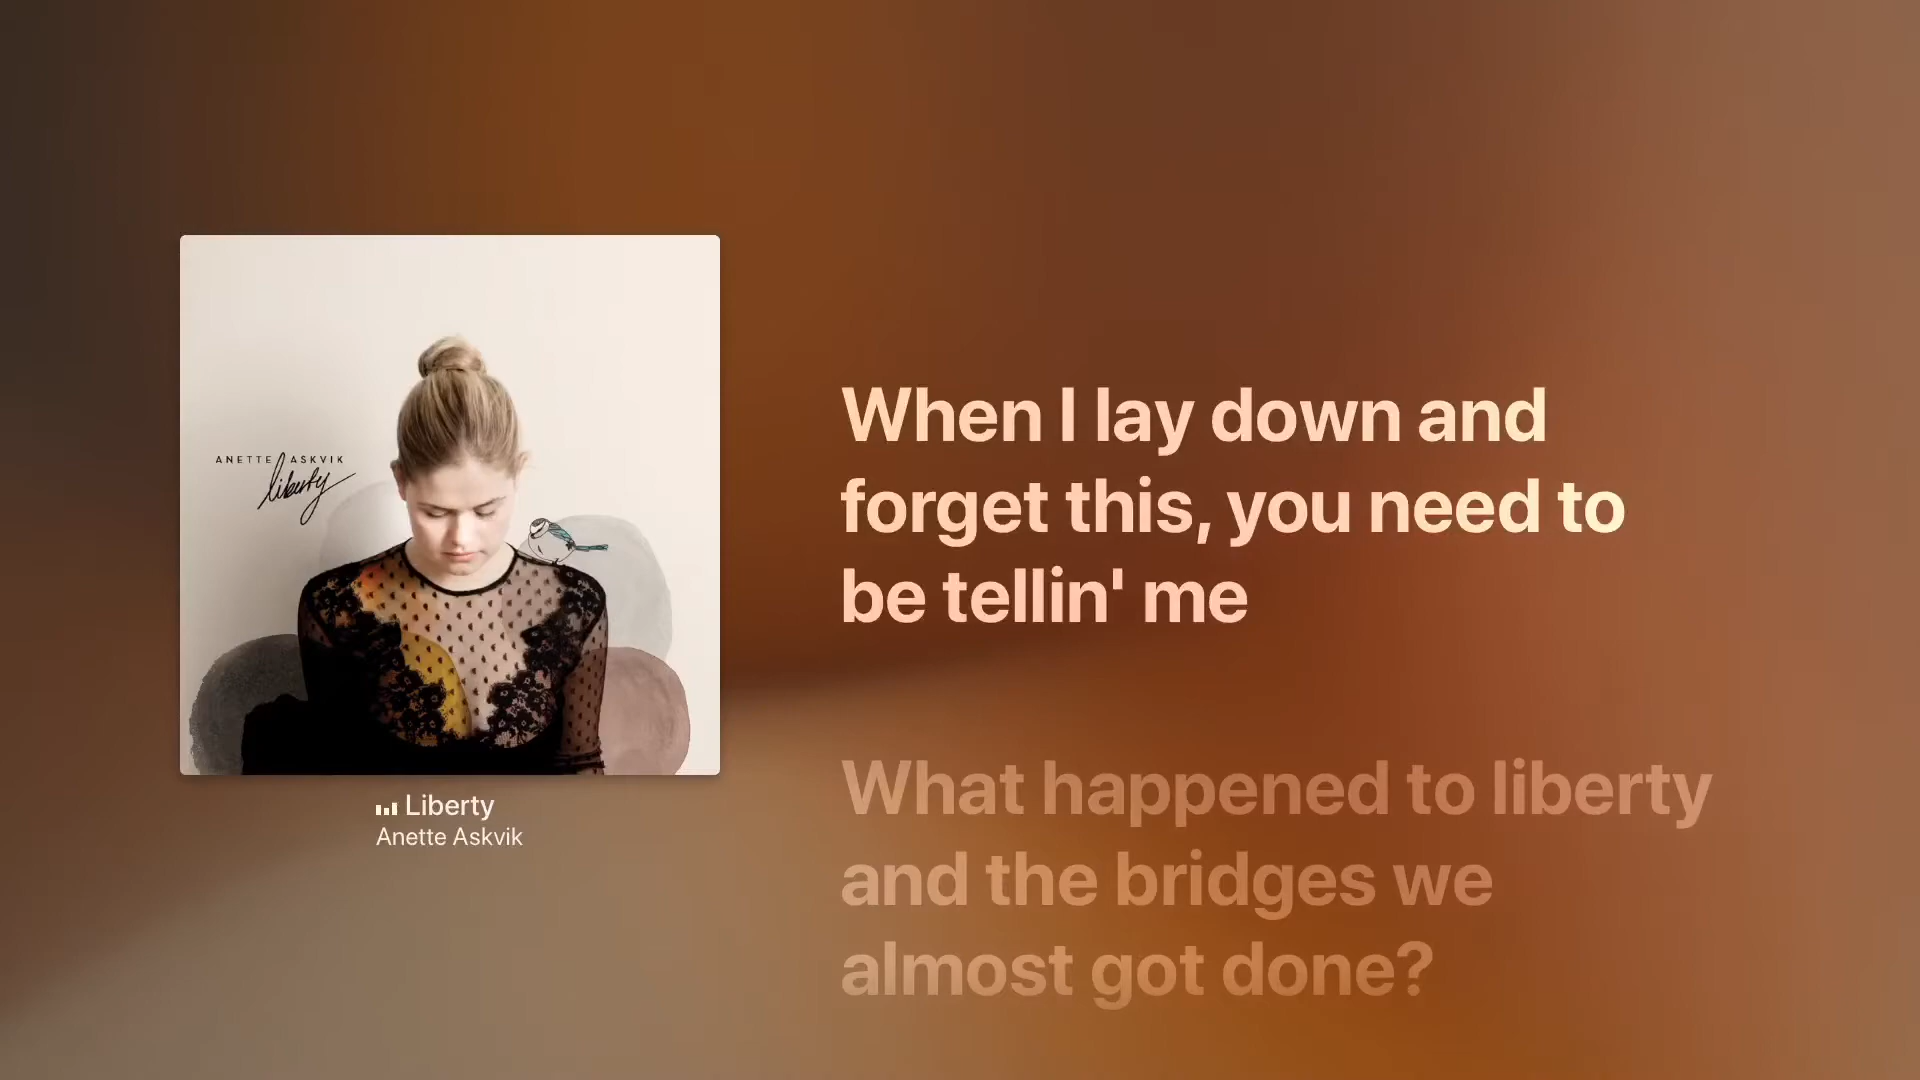 ANETTE ASKVIK
liberty
Liberty
Anette Askvik
When I lay down and
forget this, you need to
be tellin' me
What happened to liberty
and the bridges we
almost got done?